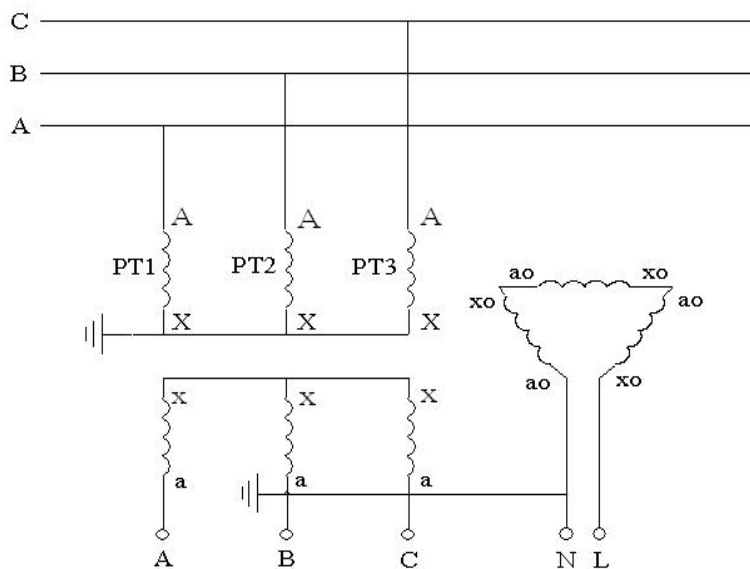 C
B
A
A A A
PT1 PT2 PT3
X X X
ao xo
xo ao
ao xo
x x x
a a a
A B C N L